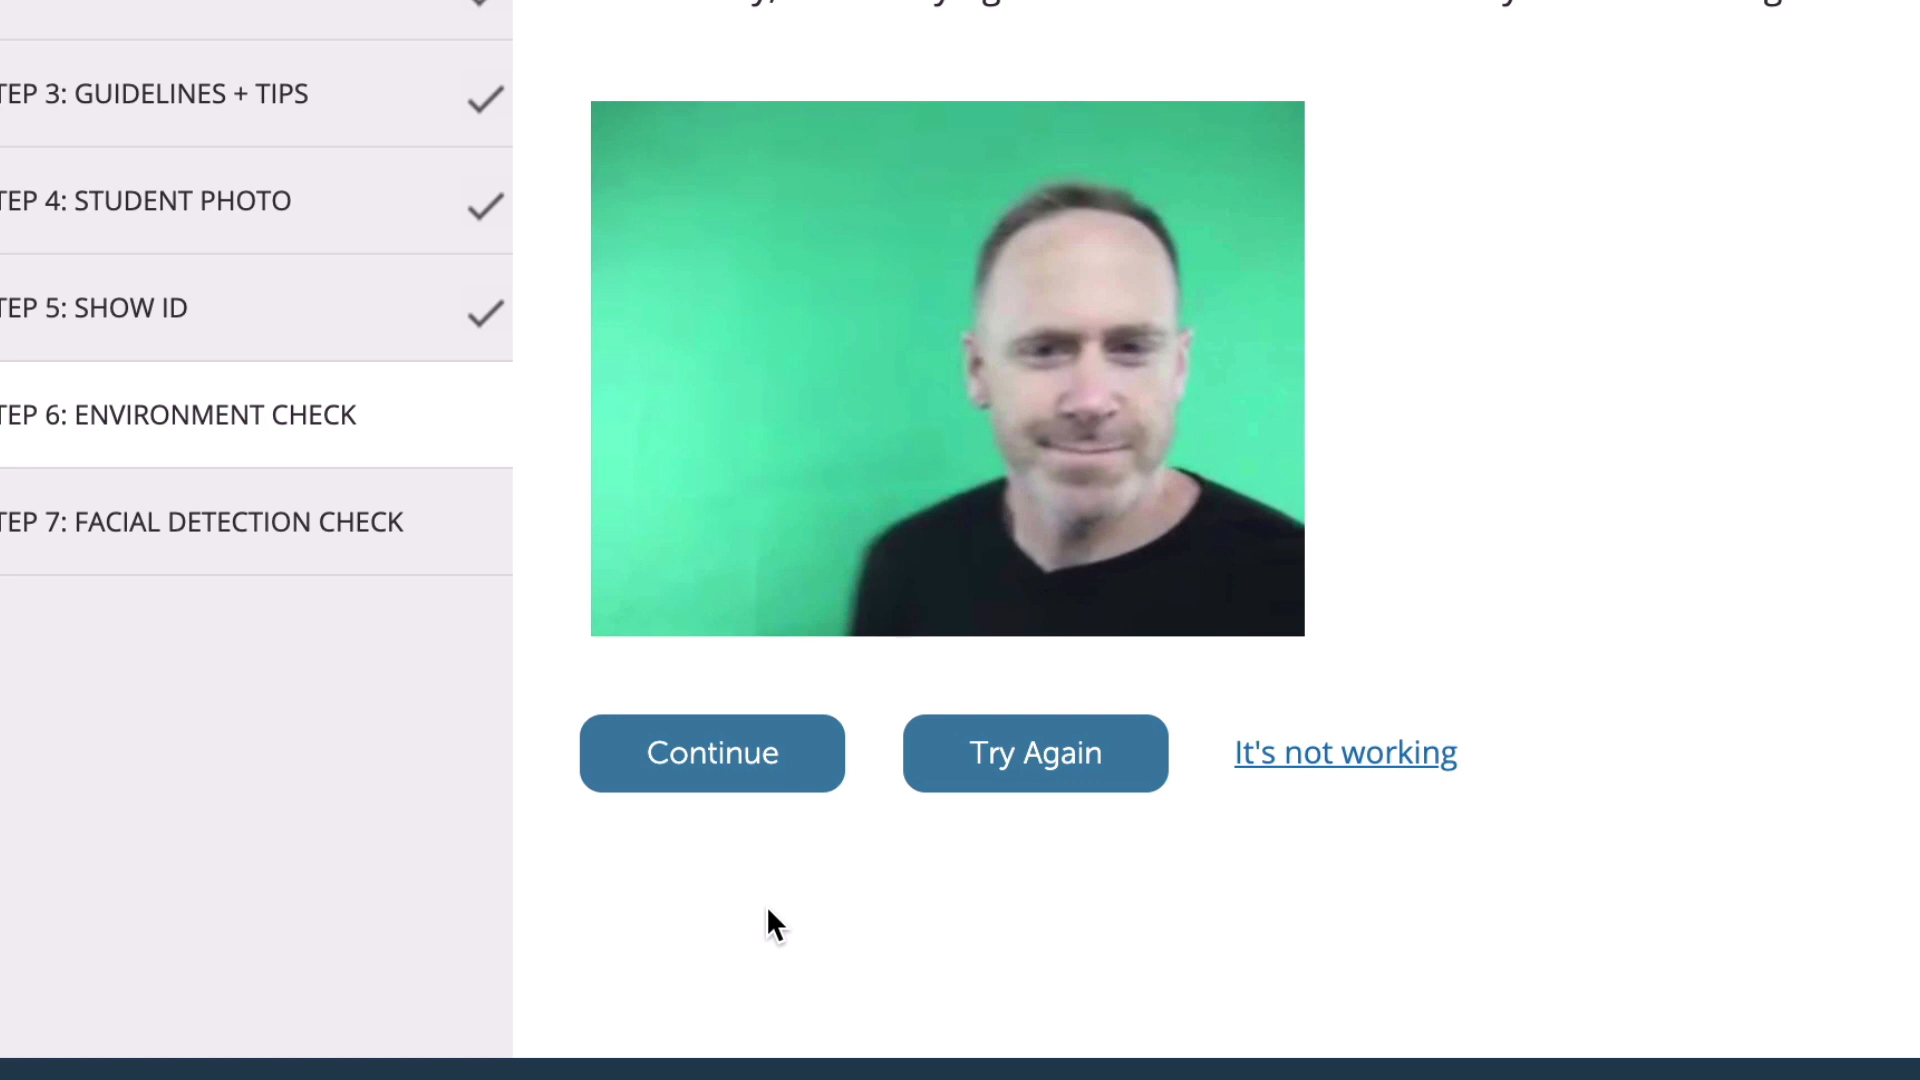 TEP 3: GUIDELINES + TIPS
TEP 4: STUDENT PHOTO
TEP 5: SHOW ID
TEP 6: ENVIRONMENT CHECK
TEP 7: FACIAL DETECTION CHECK
Continue
Try Again
It's not working